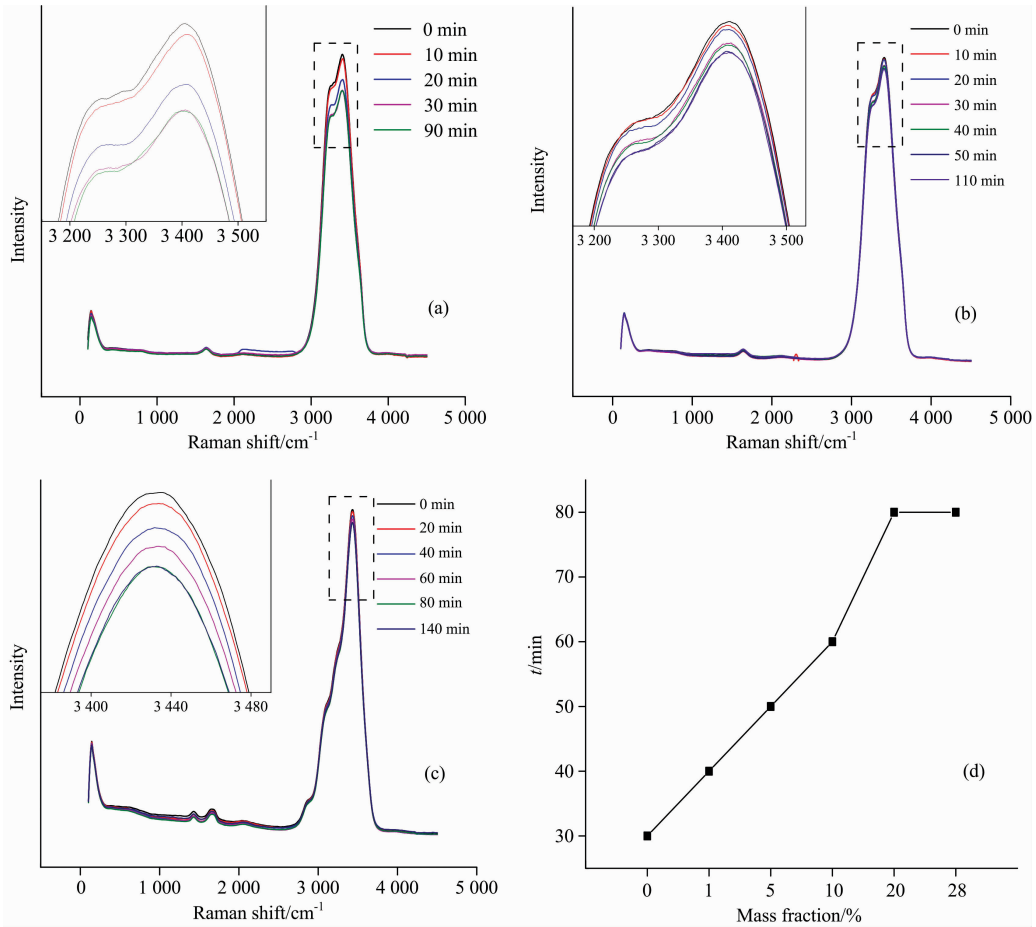 0 min
10 min
20 min
30 min
90 min
3 200 3 300 3 400 3 500
(a)
Intensity
0 1 000 2 000 3 000 4 000 5 000
Raman shift/cm-1
0 min
10 min
20 min
30 min
40 min
50 min
110 min
3 200 3 300 3 400 3 500
(b)
Intensity
0 1 000 2 000 3 000 4 000 5 000
Raman shift/cm-1
0 min
20 min
40 min
60 min
80 min
140 min
3 400 3 440 3 480
(c)
Intensity
0 1 000 2 000 3 000 4 000 5 000
Raman shift/cm-1
80
70
60
50
40
30
t/min
(d)
0 1 5 10 20 28
Mass fraction/%